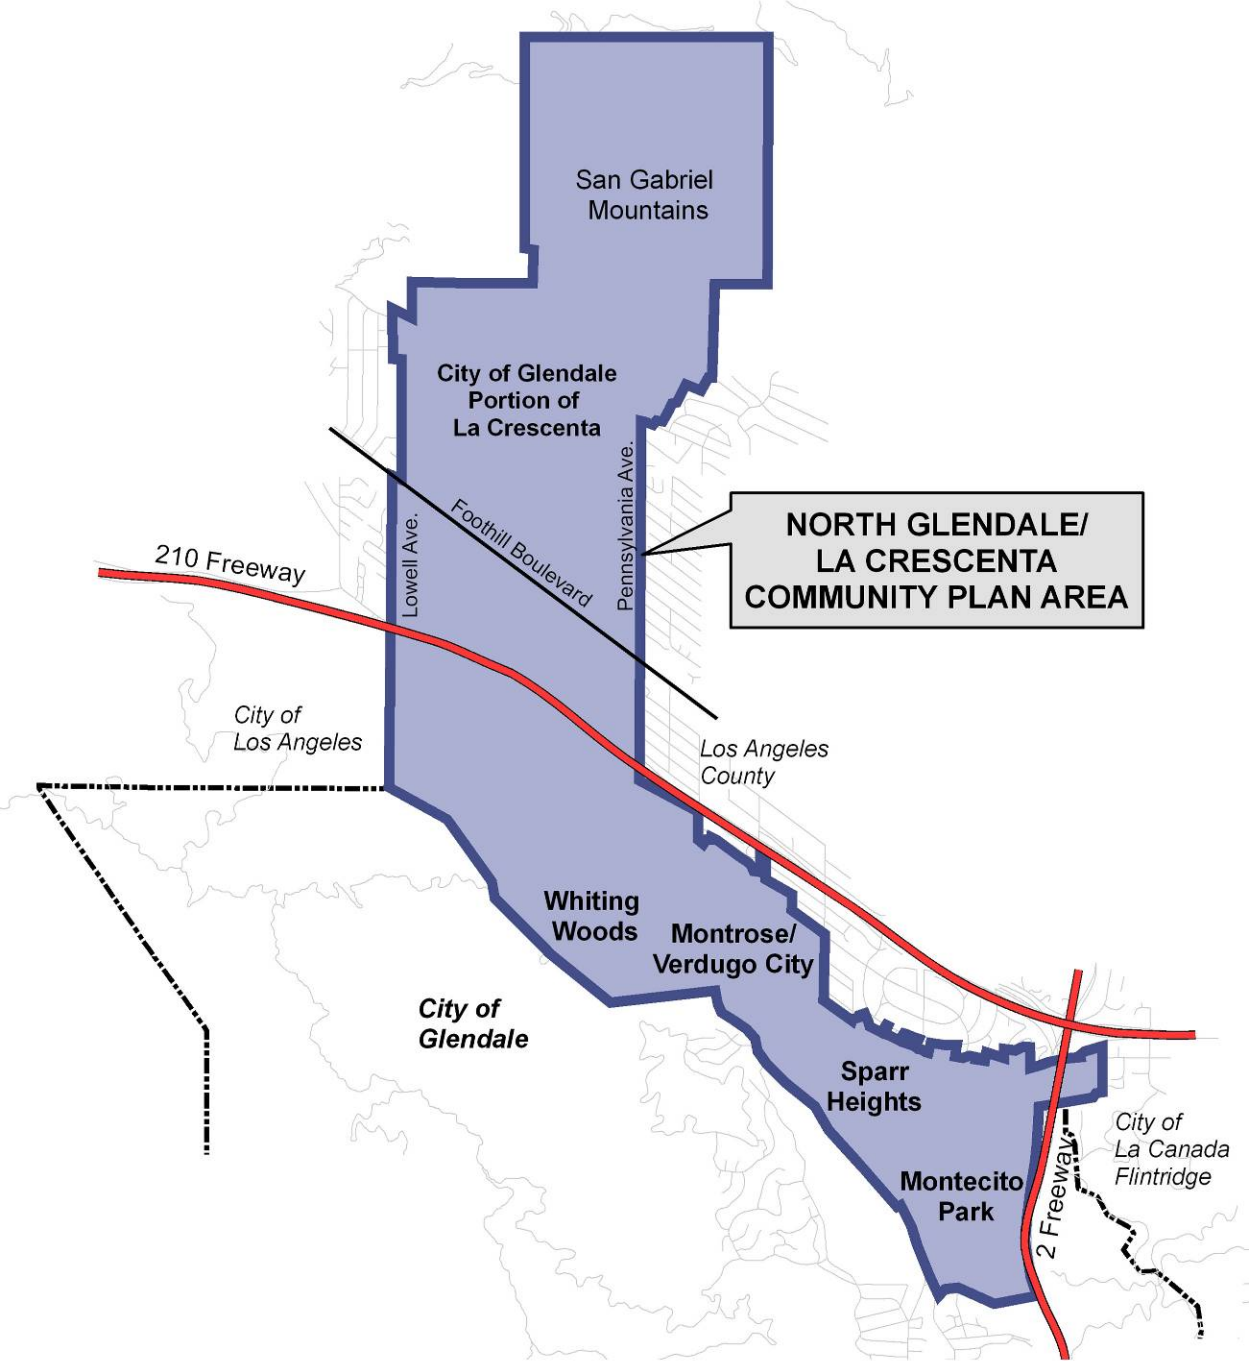 San Gabriel
Mountains
City of Glendale
Portion of
La Crescenta
Foothill Boulevard
Lowell Ave.
Pennsylvania Ave.
NORTH GLENDALE/
LA CRESCENTA
COMMUNITY PLAN AREA
210 Freeway
City of
Los Angeles
Los Angeles
County
Whiting
Woods
Montrose/
Verdugo City
City of
Glendale
Sparr
Heights
Montecito
Park
2 Freeway
City of
La Canada
Flintridge